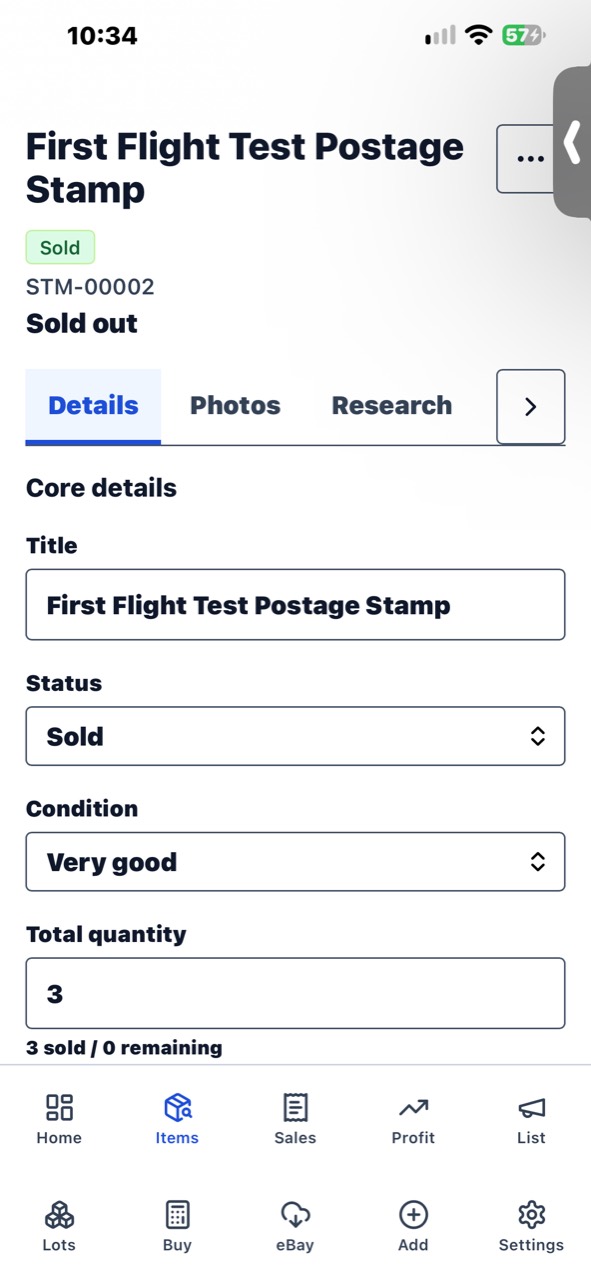 10:34
57
First Flight Test Postage
Stamp
...
Sold
STM-00002
Sold out
Details Photos Research
Core details
Title
First Flight Test Postage Stamp
Status
Sold
Condition
Very good
Total quantity
3
3 sold / 0 remaining
Home Items Sales Profit List
Lots Buy eBay Add Settings